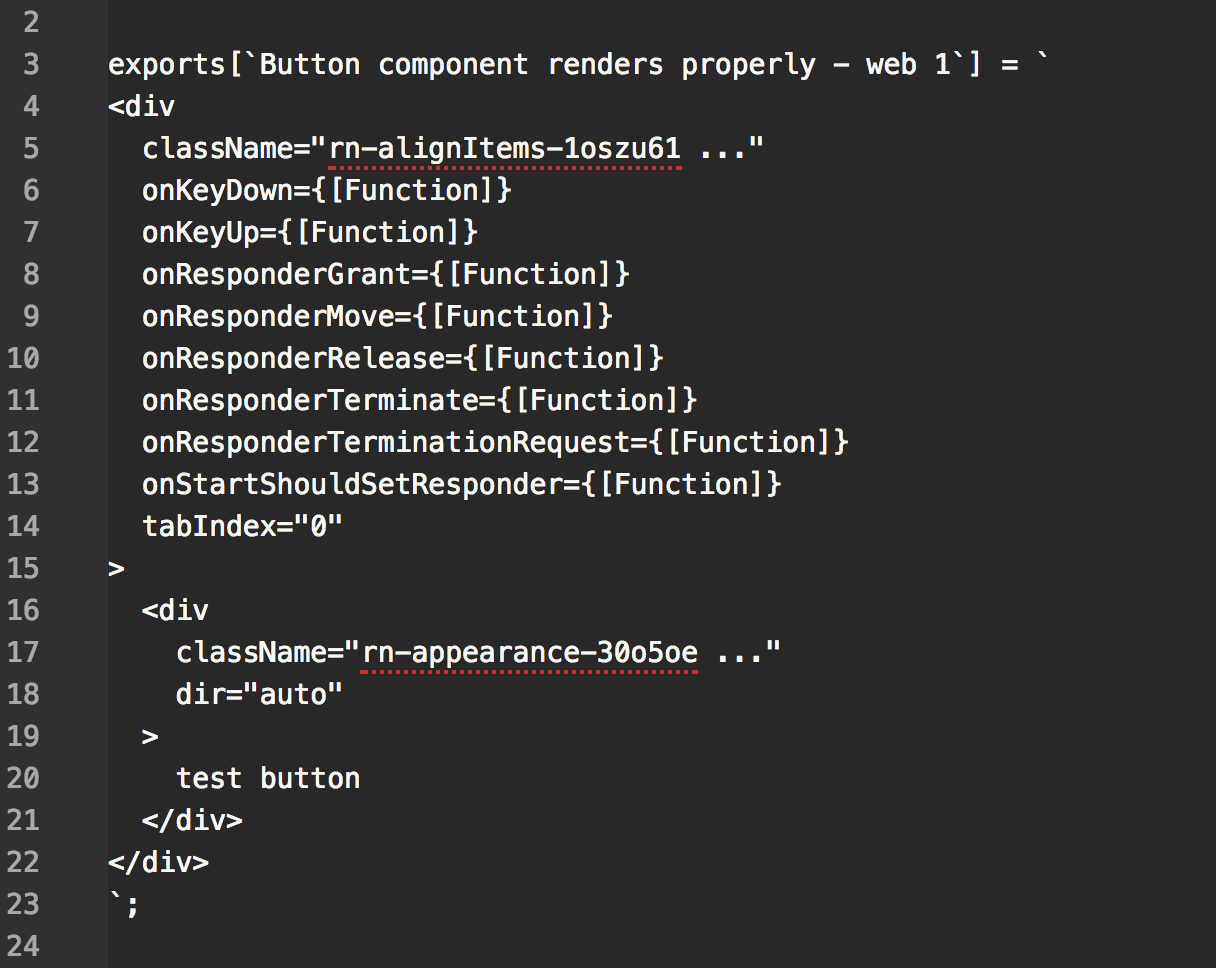 2
3 exports[`Button component renders properly - web 1`] = `
4 <div
5   className="rn-alignItems-1oszu61 ..."
6   onKeyDown={[Function]}
7   onKeyUp={[Function]}
8   onResponderGrant={[Function]}
9   onResponderMove={[Function]}
10   onResponderRelease={[Function]}
11   onResponderTerminate={[Function]}
12   onResponderTerminationRequest={[Function]}
13   onStartShouldSetResponder={[Function]}
14   tabIndex="0"
15 >
16   <div
17     className="rn-appearance-30o5oe ..."
18     dir="auto"
19   >
20     test button
21   </div>
22 </div>
23 `;
24